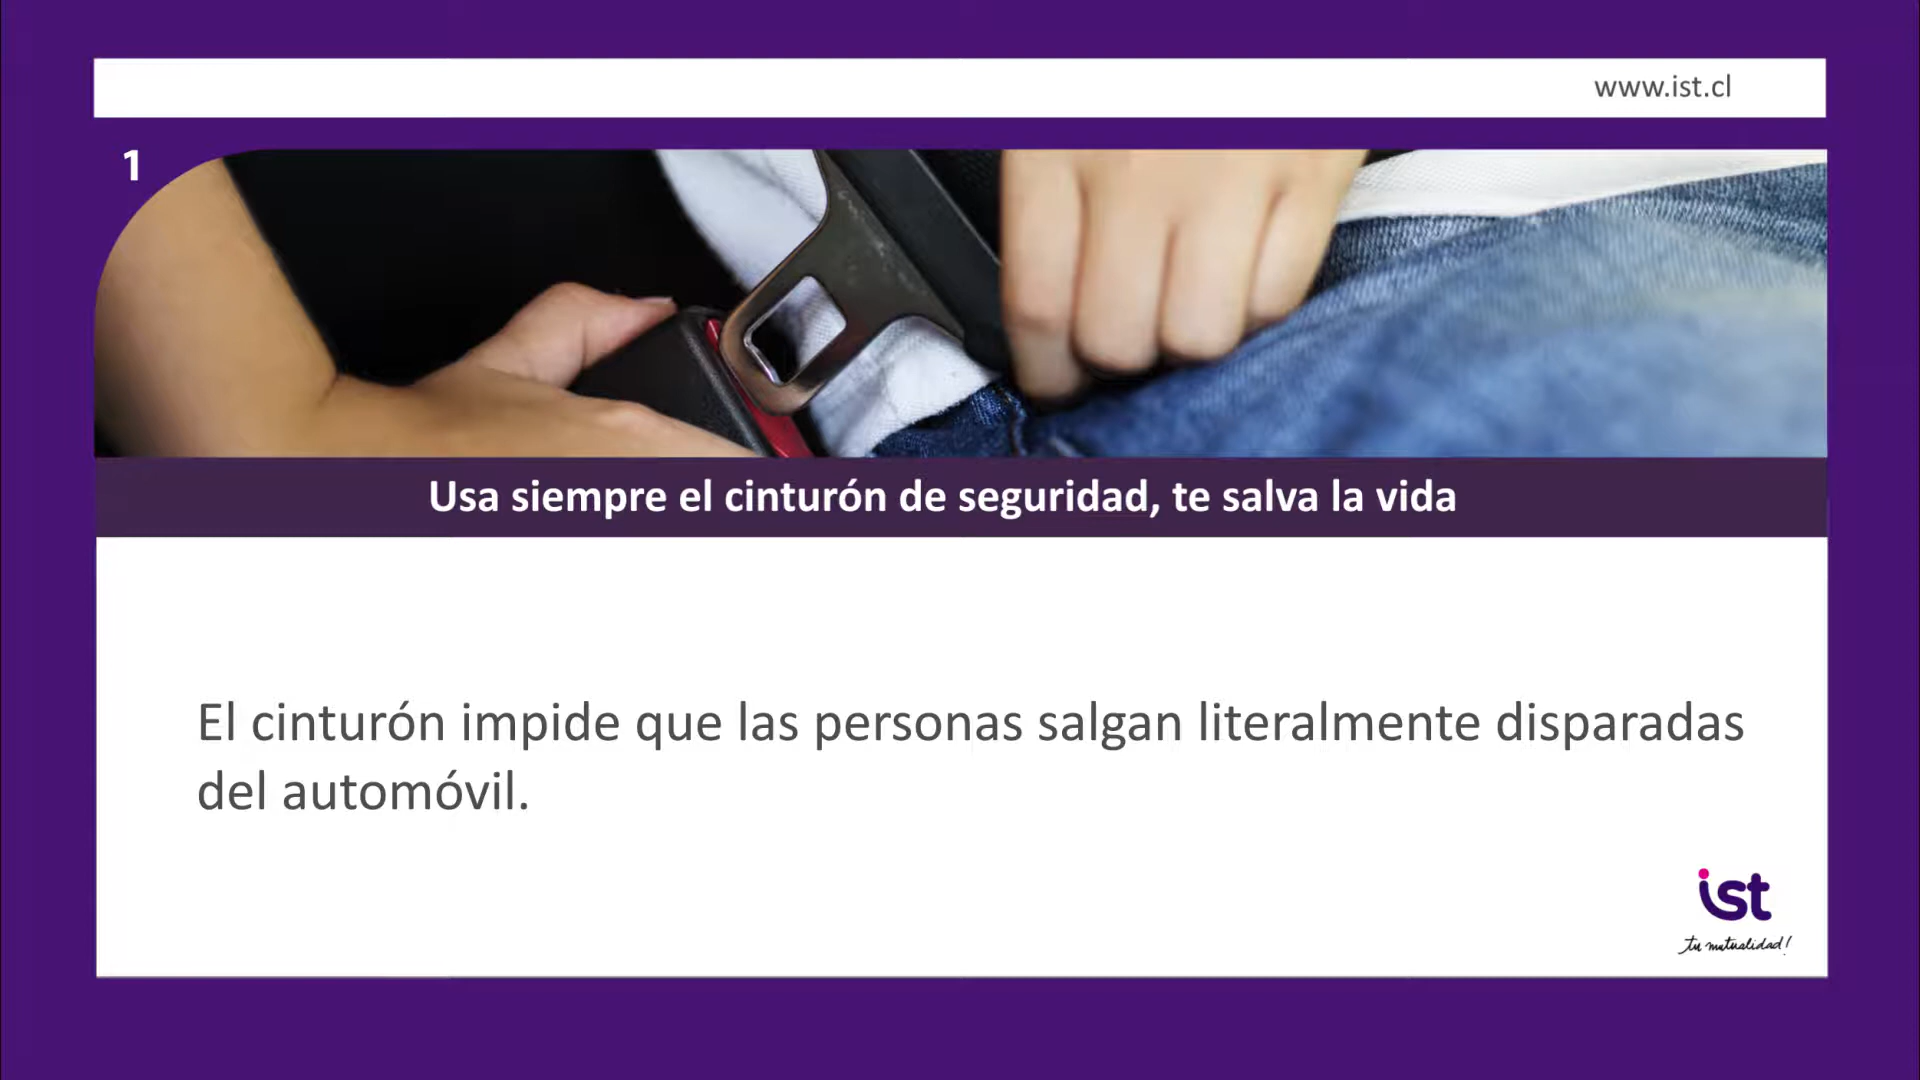 www.ist.cl
1
Usa siempre el cinturón de seguridad, te salva la vida
El cinturón impide que las personas salgan literalmente disparadas
del automóvil.
ist
tu mutualidad!